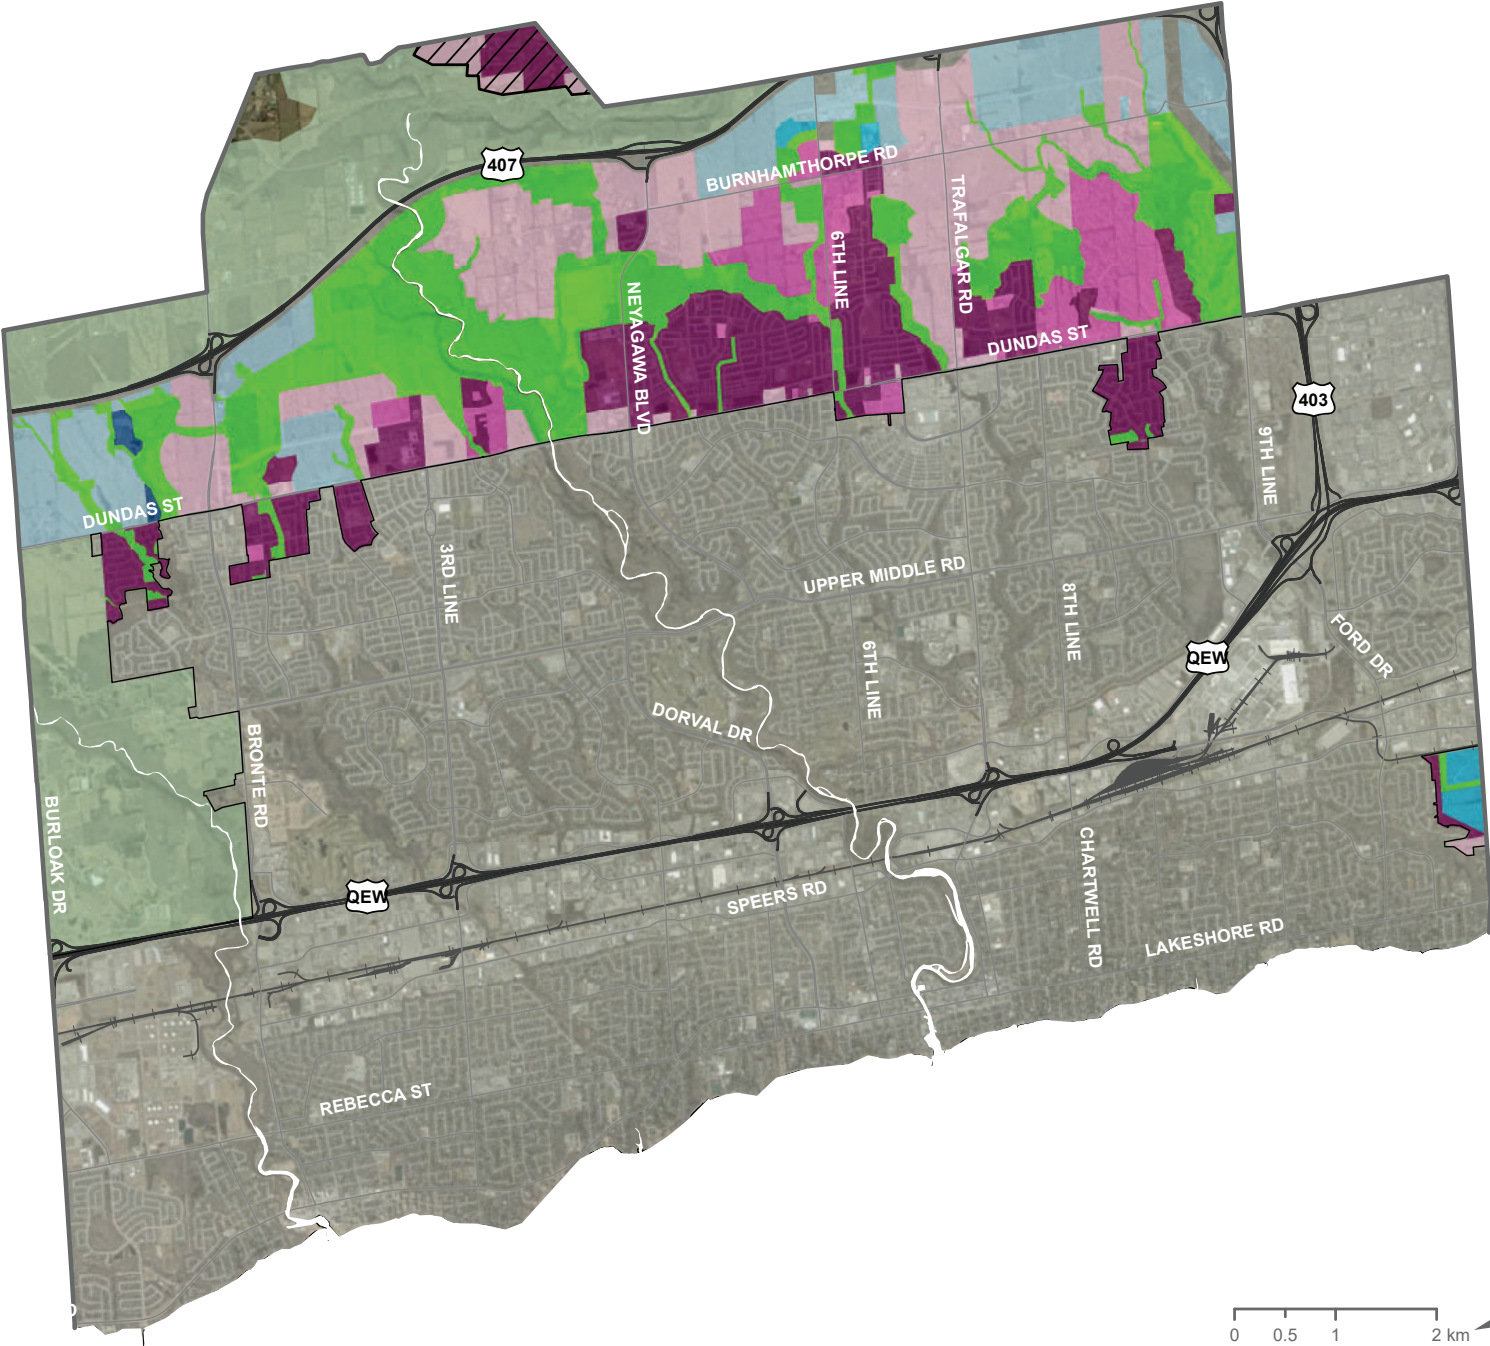 407
BURNHAMTHORPE RD
TRAFALGAR RD
6TH LINE
NEYAGAWA BLVD
DUNDAS ST
403
9TH LINE
DUNDAS ST
3RD LINE
UPPER MIDDLE RD
8TH LINE
FORD DR
6TH LINE
QEW
DORVAL DR
BRONTE RD
BURLOAK DR
CHARTWELL RD
QEW
SPEERS RD
LAKESHORE RD
REBECCA ST
0 0.5 1 2 km